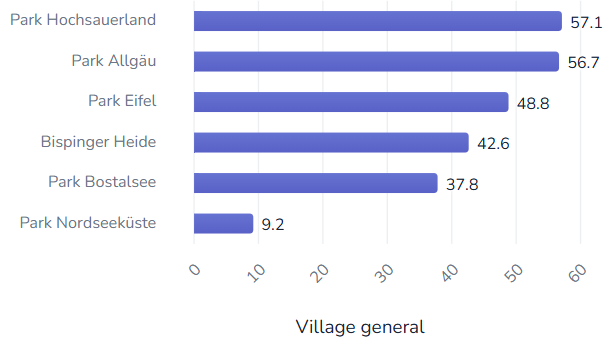 Park Hochsauerland 57.1
Park Allgäu 56.7
Park Eifel 48.8
Bispinger Heide 42.6
Park Bostalsee 37.8
Park Nordseeküste 9.2
0 10 20 30 40 50 60
Village general